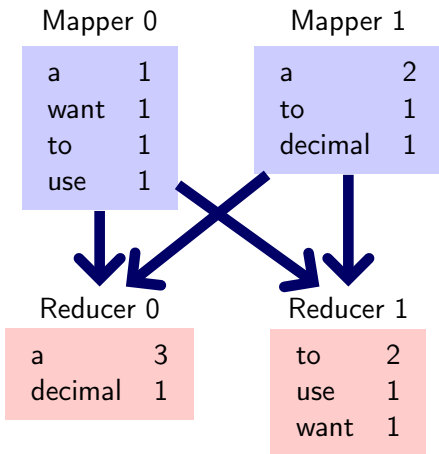 Mapper 0
a 1
want 1
to 1
use 1
Mapper 1
a 2
to 1
decimal 1
Reducer 0
a 3
decimal 1
Reducer 1
to 2
use 1
want 1